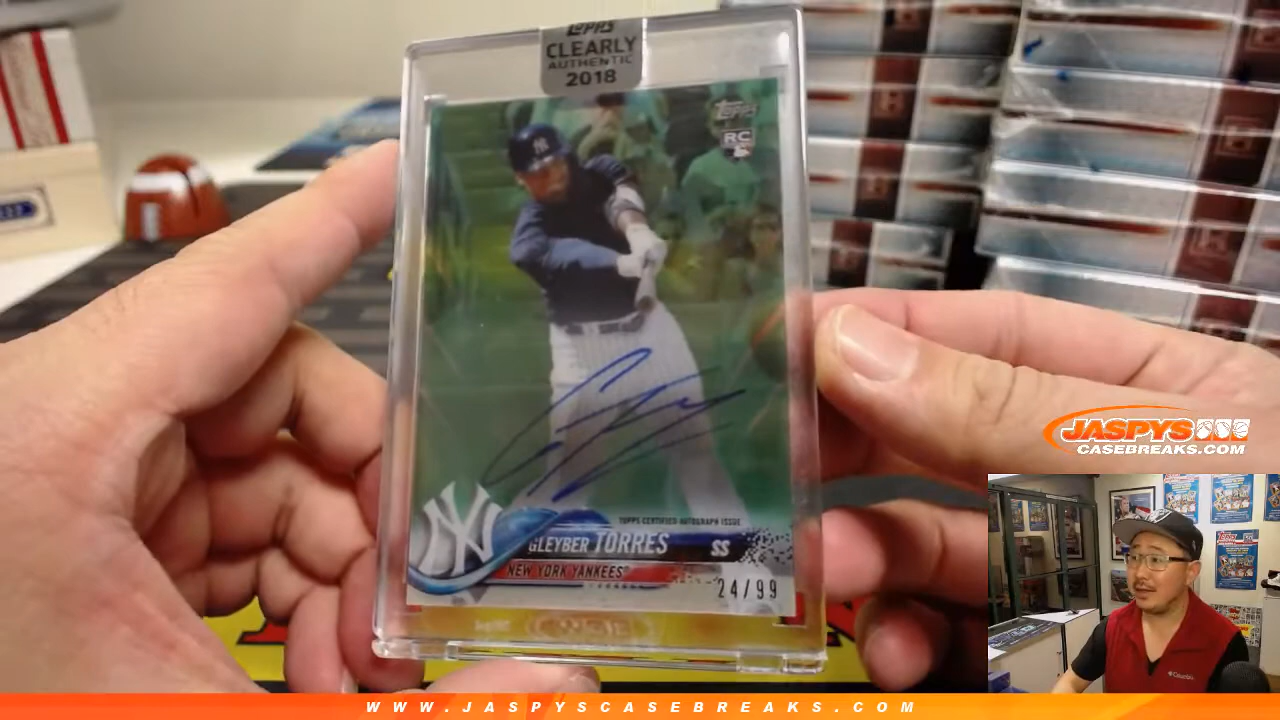 TOPPS
CLEARLY
AUTHENTIC
2018
Topps
RC
NY
TOPPS CERTIFIED AUTOGRAPH ISSUE
GLEYBER TORRES SS
NEW YORK YANKEES
24/99
JASPYS
CASEBREAKS.COM
WWW.JASPYSCASEBREAKS.COM